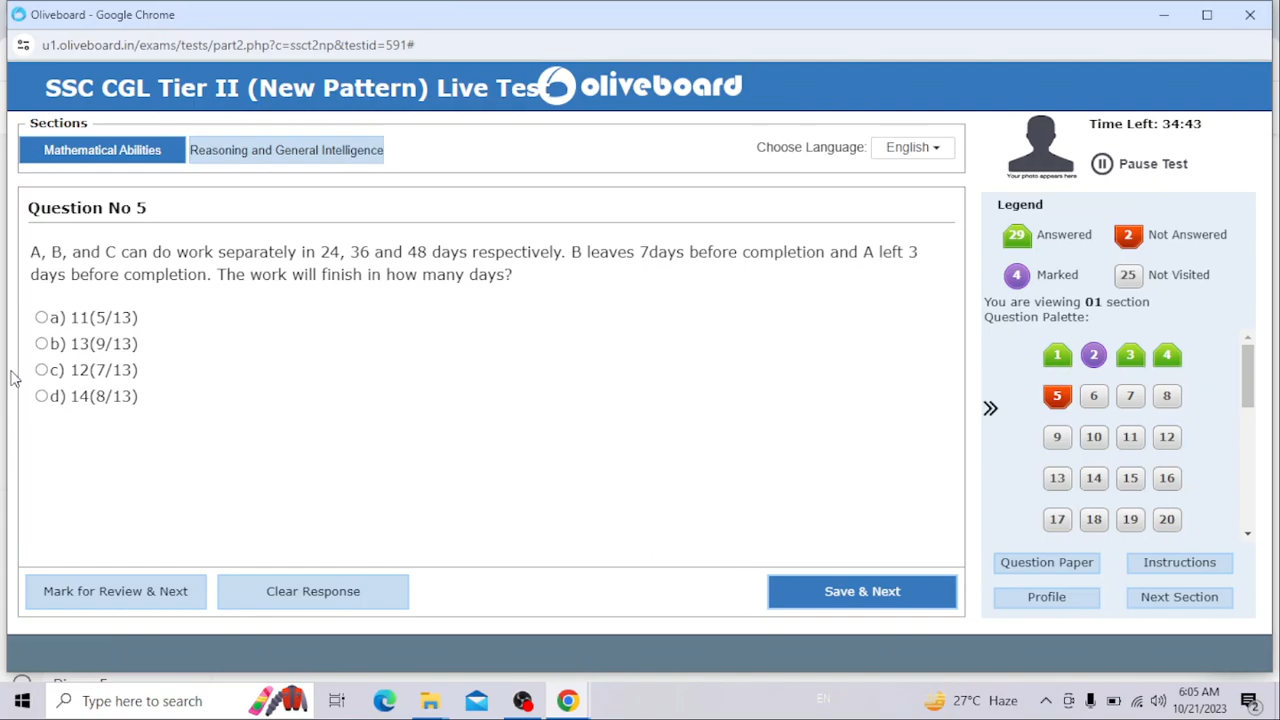 Oliveboard - Google Chrome
u1.oliveboard.in/exams/tests/part2.php?c=ssct2np&testid=591#
SSC CGL Tier II (New Pattern) Live Tes
oliveboard
Sections
Mathematical Abilities
Reasoning and General Intelligence
Choose Language:
English
Your photo appears here
Time Left: 34:43
Pause Test
Question No 5
A, B, and C can do work separately in 24, 36 and 48 days respectively. B leaves 7days before completion and A left 3
days before completion. The work will finish in how many days?
a) 11(5/13)
b) 13(9/13)
c) 12(7/13)
d) 14(8/13)
Mark for Review & Next
Clear Response
Save & Next
Legend
29 Answered
2 Not Answered
4 Marked
25 Not Visited
You are viewing 01 section
Question Palette:
1 2 3 4
5 6 7 8
9 10 11 12
13 14 15 16
17 18 19 20
Question Paper
Instructions
Profile
Next Section
Type here to search
EN
27°C Haze
6:05 AM
10/21/2023
2